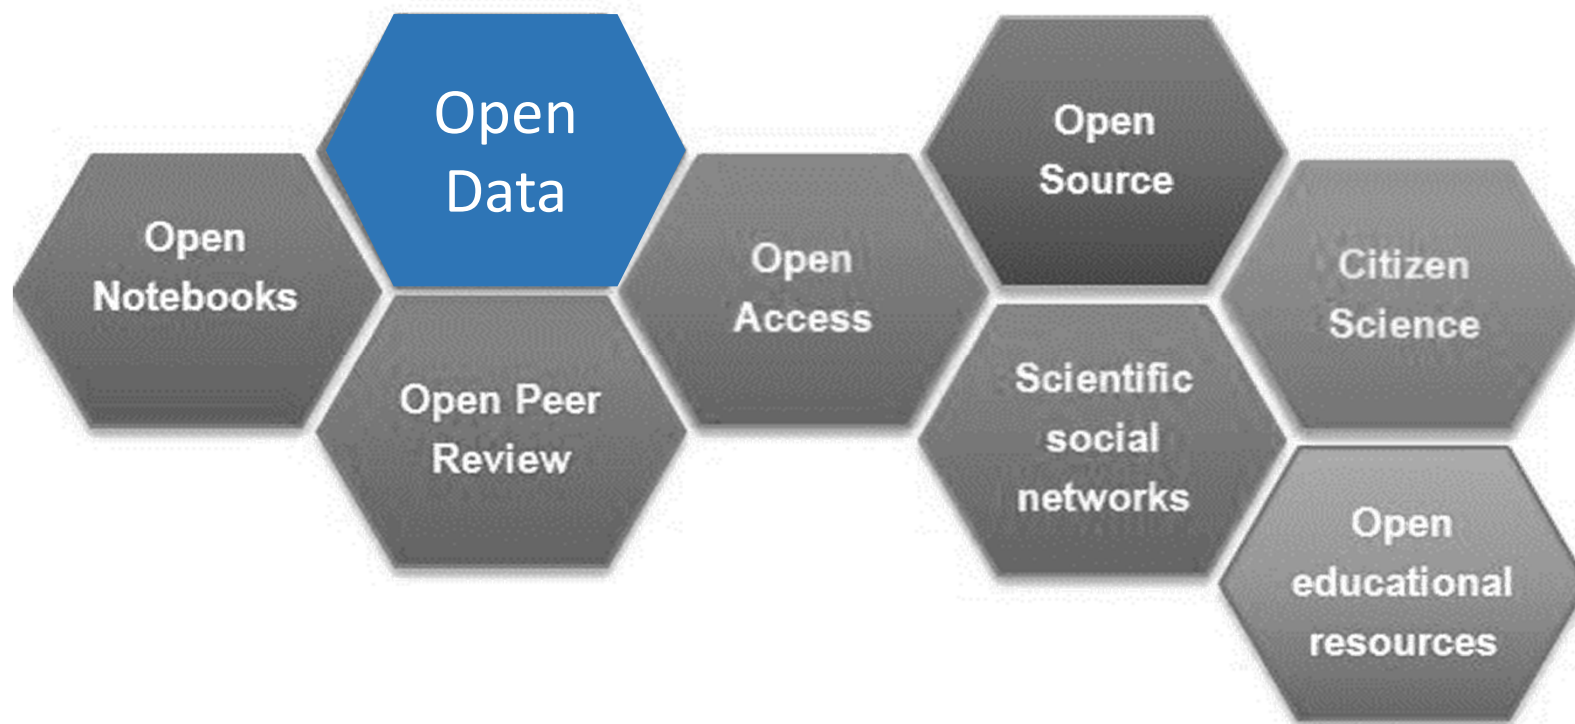 Open
Data
Open
Notebooks
Open Peer
Review
Open
Access
Open
Source
Scientific
social
networks
Citizen
Science
Open
educational
resources